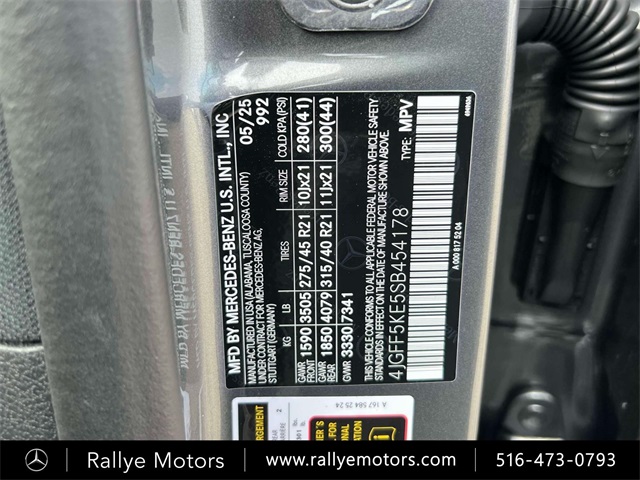 MFD BY MERCEDES-BENZ U.S. INTL., INC
MANUFACTURED IN USA (ALABAMA, TUSCALOOSA COUNTY)
UNDER CONTRACT FOR MERCEDES-BENZ AG,
STUTTGART (GERMANY)
05/25
992
KG LB TIRES RIM SIZE COLD KPA (PSI)
GAWR FRONT 1590 3505 275/45 R21 10Jx21 280(41)
GAWR REAR 1850 4079 315/40 R21 11Jx21 300(44)
GVWR 3330 7341
THIS VEHICLE CONFORMS TO ALL APPLICABLE FEDERAL MOTOR VEHICLE SAFETY
STANDARDS IN EFFECT ON THE DATE OF MANUFACTURE SHOWN ABOVE.
4JGFF5KE5SB454178
TYPE: MPV
A 000 817 52 04
A 167 584 25 24
Rallye Motors
www.rallyemotors.com
516-473-0793